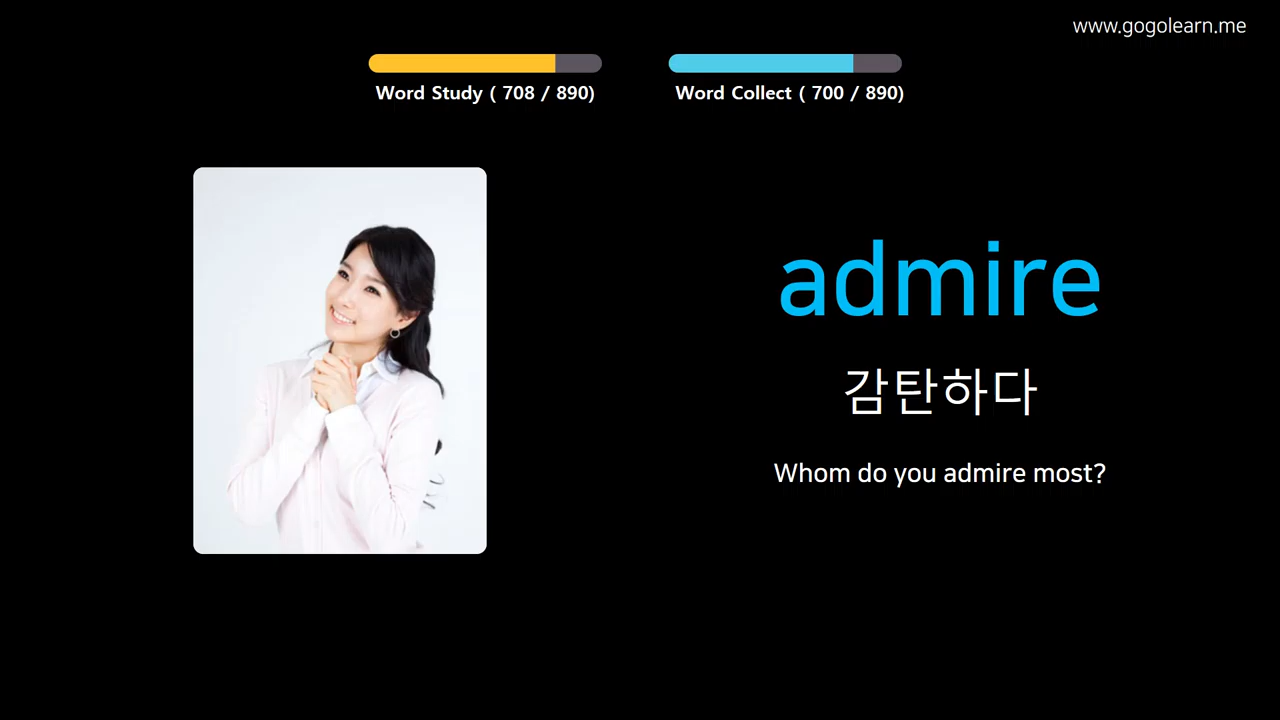 www.gogolearn.me
Word Study ( 708 / 890)
Word Collect ( 700 / 890)
admire
감탄하다
Whom do you admire most?